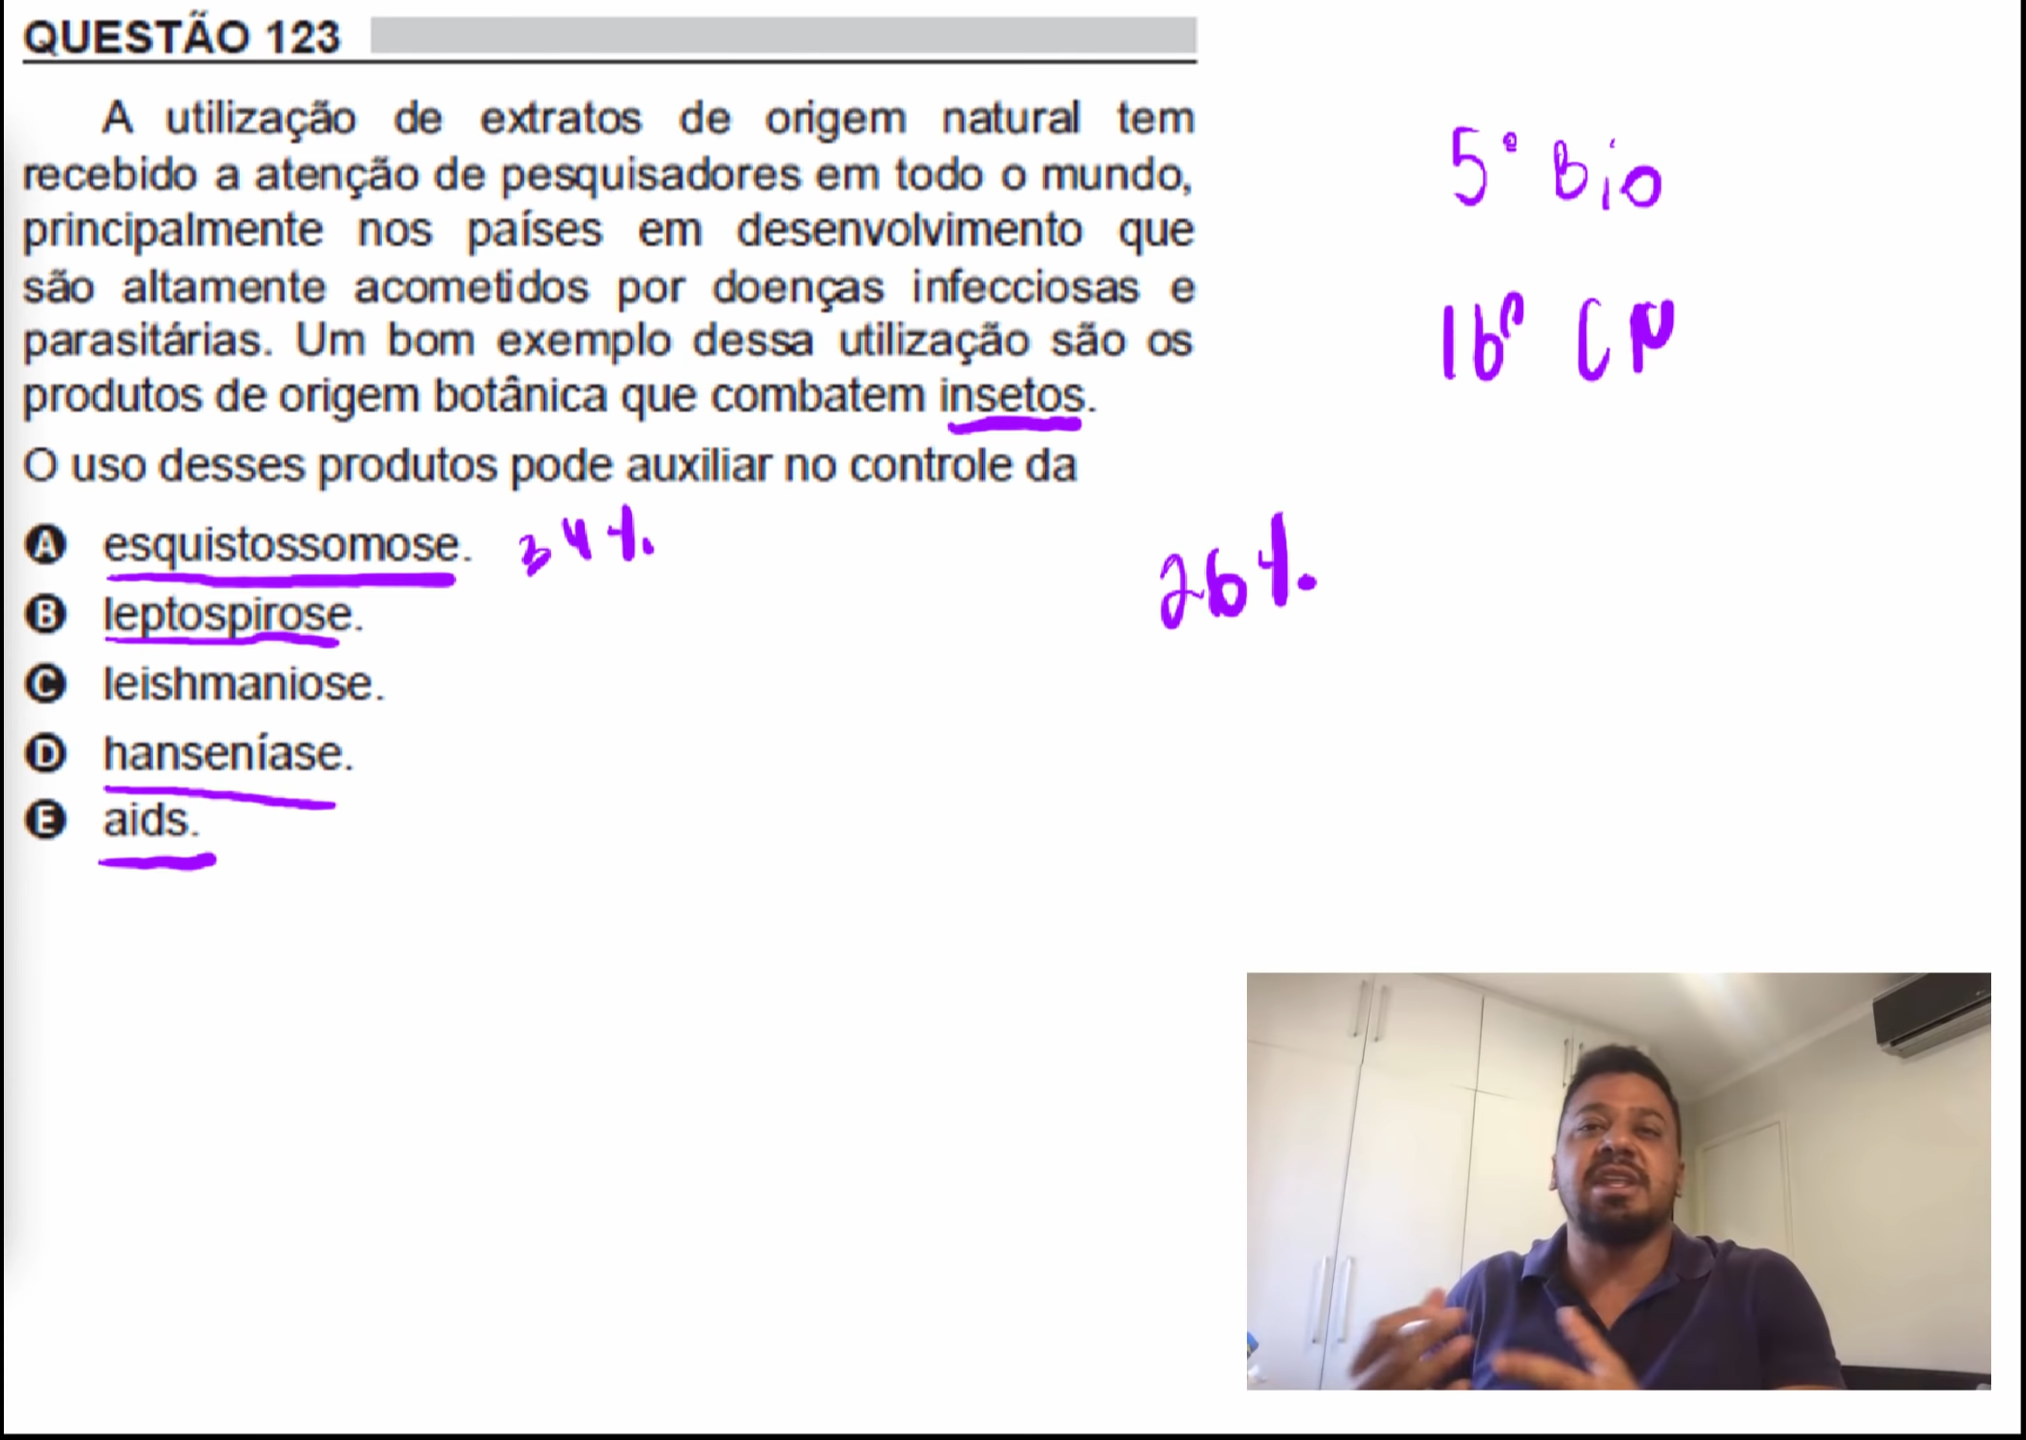 QUESTÃO 123
A utilização de extratos de origem natural tem
recebido a atenção de pesquisadores em todo o mundo,
principalmente nos países em desenvolvimento que
são altamente acometidos por doenças infecciosas e
parasitárias. Um bom exemplo dessa utilização são os
produtos de origem botânica que combatem insetos.
O uso desses produtos pode auxiliar no controle da
A esquistossomose. 34%
B leptospirose.
C leishmaniose.
D hanseníase.
E aids.
5ª Bio
16ª CN
26%